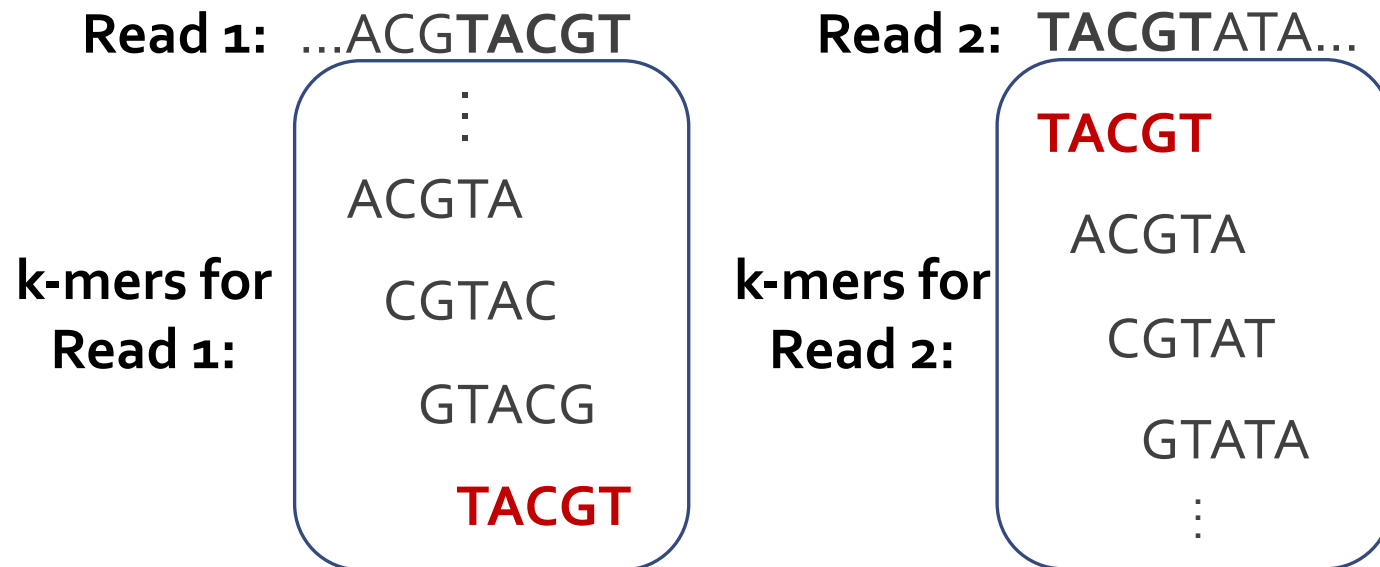 Read 1: ...ACGTACGT
⋮
ACGTA
k-mers for
CGTAC
Read 1:
GTACG
TACGT
Read 2: TACGTATA...
TACGT
ACGTA
k-mers for
CGTAT
Read 2:
GTATA
⋮